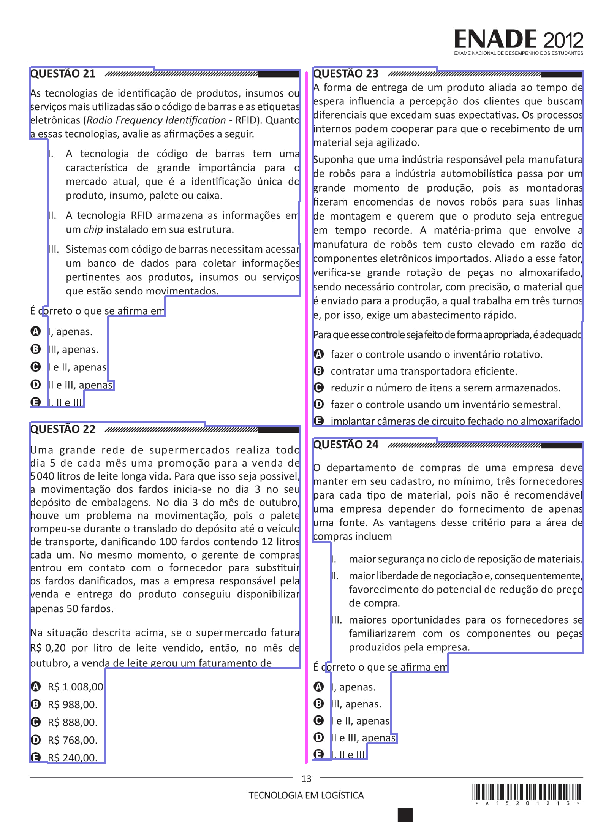 ENADE 2012
EXAME NACIONAL DE DESEMPENHO DOS ESTUDANTES
QUESTÃO 21
As tecnologias de identificação de produtos, insumos ou
serviços mais utilizadas são o código de barras e as etiquetas
eletrônicas (Radio Frequency Identification - RFID). Quanto
a essas tecnologias, avalie as afirmações a seguir.
I. A tecnologia de código de barras tem uma
característica de grande importância para o
mercado atual, que é a identificação única do
produto, insumo, palete ou caixa.
II. A tecnologia RFID armazena as informações em
um chip instalado em sua estrutura.
III. Sistemas com código de barras necessitam acessar
um banco de dados para coletar informações
pertinentes aos produtos, insumos ou serviços
que estão sendo movimentados.
É correto o que se afirma em
A I, apenas.
B III, apenas.
C I e II, apenas.
D II e III, apenas.
E I, II e III.
QUESTÃO 22
Uma grande rede de supermercados realiza todo
dia 5 de cada mês uma promoção para a venda de
5040 litros de leite longa vida. Para que isso seja possível,
a movimentação dos fardos inicia-se no dia 3 no seu
depósito de embalagens. No dia 3 do mês de outubro,
houve um problema na movimentação, pois o palete
rompeu-se durante o translado do depósito até o veículo
de transporte, danificando 100 fardos contendo 12 litros
cada um. No mesmo momento, o gerente de compras
entrou em contato com o fornecedor para substituir
os fardos danificados, mas a empresa responsável pela
venda e entrega do produto conseguiu disponibilizar
apenas 50 fardos.
Na situação descrita acima, se o supermercado fatura
R$ 0,20 por litro de leite vendido, então, no mês de
outubro, a venda de leite gerou um faturamento de
A R$ 1 008,00
B R$ 988,00.
C R$ 888,00.
D R$ 768,00.
E R$ 240,00.
QUESTÃO 23
A forma de entrega de um produto aliada ao tempo de
espera influencia a percepção dos clientes que buscam
diferenciais que excedam suas expectativas. Os processos
internos podem cooperar para que o recebimento de um
material seja agilizado.
Suponha que uma indústria responsável pela manufatura
de robôs para a indústria automobilística passa por um
grande momento de produção, pois as montadoras
fizeram encomendas de novos robôs para suas linhas
de montagem e querem que o produto seja entregue
em tempo recorde. A matéria-prima que envolve a
manufatura de robôs tem custo elevado em razão de
componentes eletrônicos importados. Aliado a esse fator,
verifica-se grande rotação de peças no almoxarifado,
sendo necessário controlar, com precisão, o material que
é enviado para a produção, a qual trabalha em três turnos
e, por isso, exige um abastecimento rápido.
Para que esse controle seja feito de forma apropriada, é adequado
A fazer o controle usando o inventário rotativo.
B contratar uma transportadora eficiente.
C reduzir o número de itens a serem armazenados.
D fazer o controle usando um inventário semestral.
E implantar câmeras de circuito fechado no almoxarifado.
QUESTÃO 24
O departamento de compras de uma empresa deve
manter em seu cadastro, no mínimo, três fornecedores
para cada tipo de material, pois não é recomendável
uma empresa depender do fornecimento de apenas
uma fonte. As vantagens desse critério para a área de
compras incluem
I. maior segurança no ciclo de reposição de materiais.
II. maior liberdade de negociação e, consequentemente,
favorecimento do potencial de redução do preço
de compra.
III. maiores oportunidades para os fornecedores se
familiarizarem com os componentes ou peças
produzidos pela empresa.
É correto o que se afirma em
A I, apenas.
B III, apenas.
C I e II, apenas
D II e III, apenas.
E I, II e III.
13
TECNOLOGIA EM LOGÍSTICA